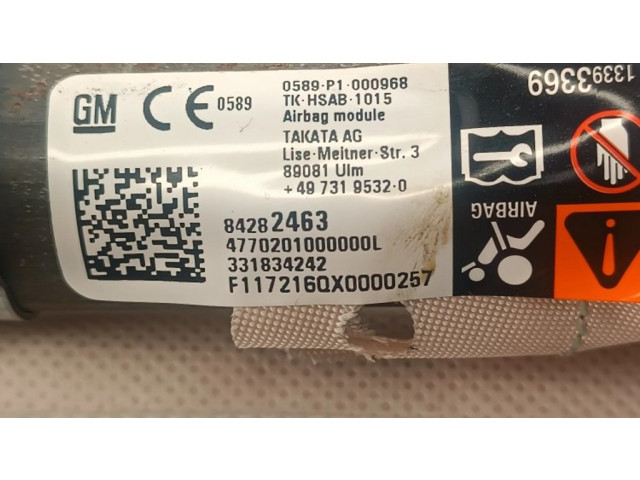 GM CE 0589
0589-P1-000968
TK-HSAB-1015
Airbag module
TAKATA AG
Lise-Meitner-Str. 3
89081 Ulm
+49 731 9532-0
84282463
4770201000000L
331834242
F117216QX0000257
13393369
AIRBAG